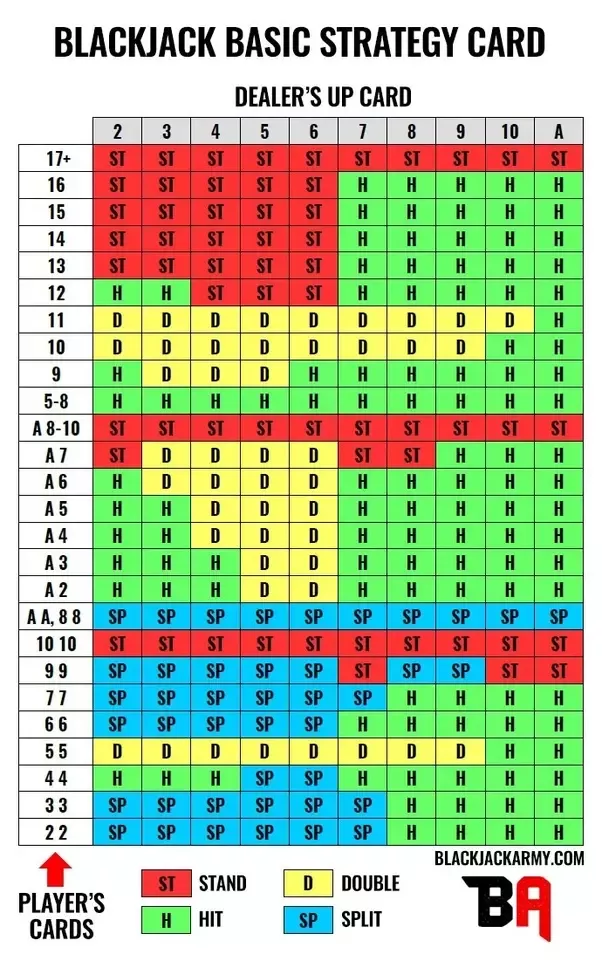 BLACKJACK BASIC STRATEGY CARD
DEALER'S UP CARD
2 3 4 5 6 7 8 9 10 A
17+ ST ST ST ST ST ST ST ST ST ST
16 ST ST ST ST ST H H H H H
15 ST ST ST ST ST H H H H H
14 ST ST ST ST ST H H H H H
13 ST ST ST ST ST H H H H H
12 H H ST ST ST H H H H H
11 D D D D D D D D D H
10 D D D D D D D D H H
9 H D D D H H H H H H
5-8 H H H H H H H H H H
A 8-10 ST ST ST ST ST ST ST ST ST ST
A 7 ST D D D D ST ST H H H
A 6 H D D D D H H H H H
A 5 H H D D D H H H H H
A 4 H H D D D H H H H H
A 3 H H H D D H H H H H
A 2 H H H D D H H H H H
A A, 8 8 SP SP SP SP SP SP SP SP SP SP
10 10 ST ST ST ST ST ST ST ST ST ST
9 9 SP SP SP SP SP ST SP SP ST ST
7 7 SP SP SP SP SP SP H H H H
6 6 SP SP SP SP SP H H H H H
5 5 D D D D D D D D H H
4 4 H H H SP SP H H H H H
3 3 SP SP SP SP SP SP H H H H
2 2 SP SP SP SP SP SP H H H H
BLACKJACKARMY.COM
PLAYER'S
CARDS
ST STAND D DOUBLE
H HIT SP SPLIT
BA